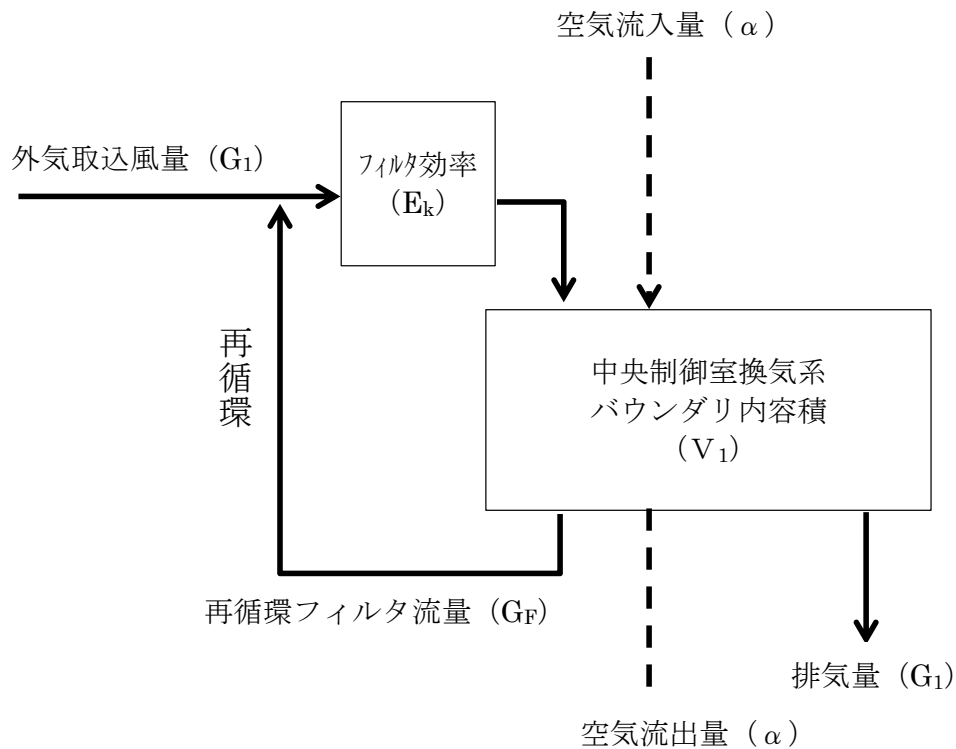 空気流入量（α）
外気取込風量（G₁）
フィルタ効率
（Eₖ）
再循環
中央制御室換気系
バウンダリ内容積
（Ｖ₁）
再循環フィルタ流量（G_F）
排気量（G₁）
空気流出量（α）